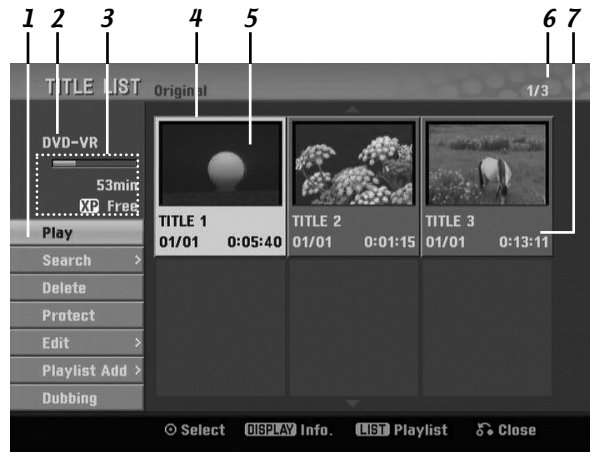 1 2 3 4 5 6 7
TITLE LIST
Original
1/3
DVD-VR
53min
XP Free
Play
Search >
Delete
Protect
Edit >
Playlist Add >
Dubbing
TITLE 1
01/01 0:05:40
TITLE 2
01/01 0:01:15
TITLE 3
01/01 0:13:11
Select DISPLAY Info. LIST Playlist Close